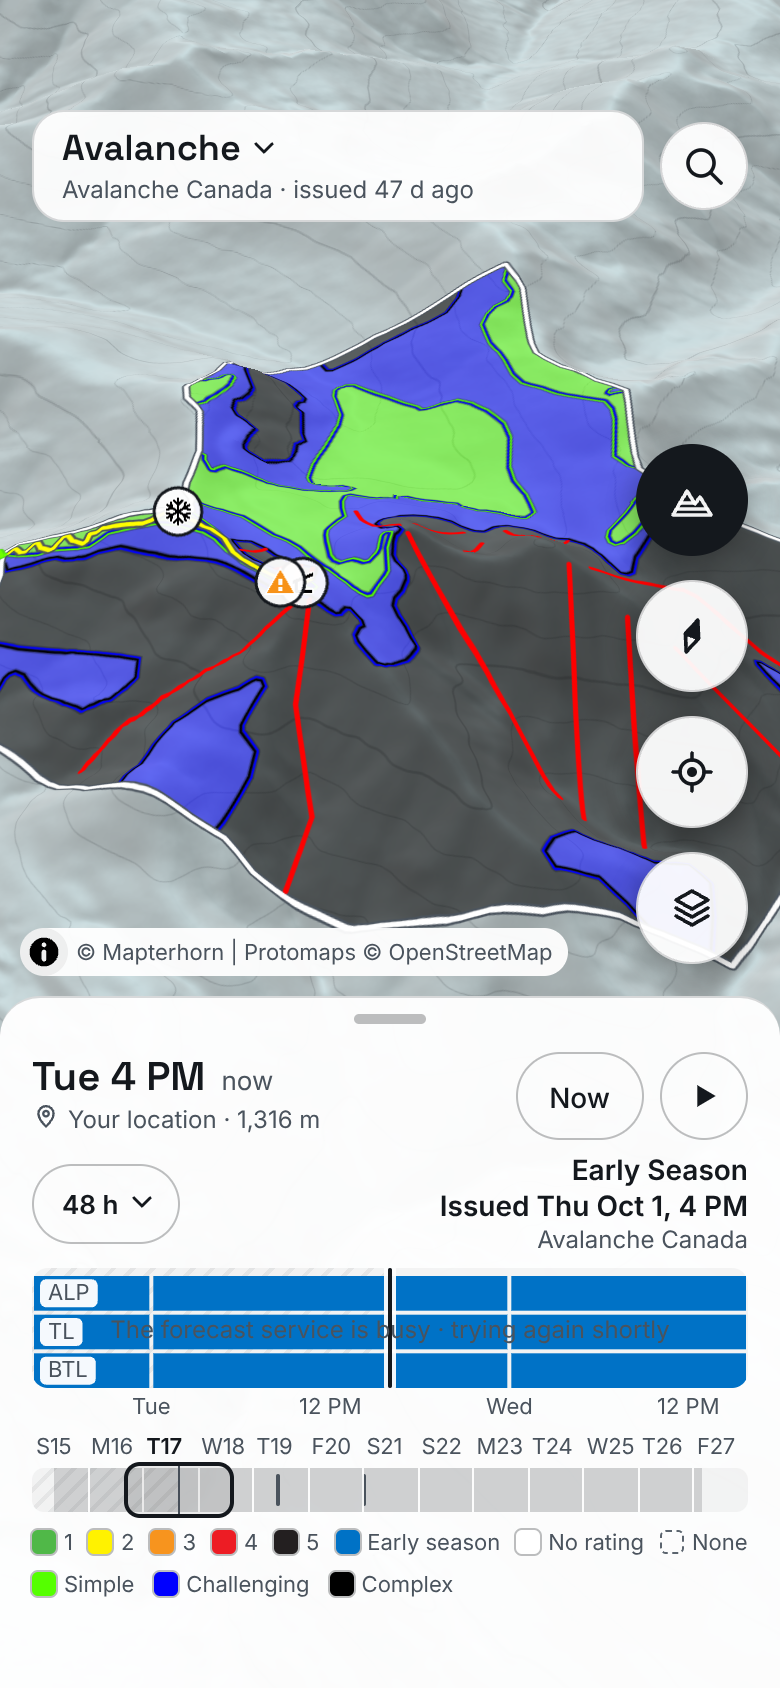 Avalanche
Avalanche Canada · issued 47 d ago
© Mapterhorn | Protomaps © OpenStreetMap
Tue 4 PM now
Now
Your location · 1,316 m
48 h
Early Season
Issued Thu Oct 1, 4 PM
Avalanche Canada
ALP
TL
The forecast service is busy · trying again shortly
BTL
Tue 12 PM Wed 12 PM
S15 M16 T17 W18 T19 F20 S21 S22 M23 T24 W25 T26 F27
1 2 3 4 5 Early season No rating None
Simple Challenging Complex